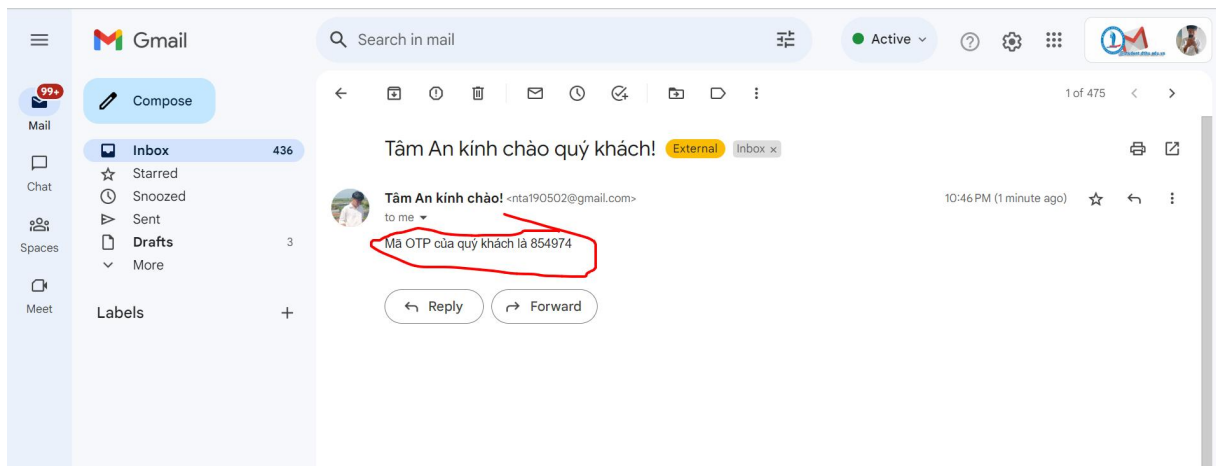 Gmail
Search in mail
Active
99+
Mail
Compose
1 of 475
Inbox 436
Tâm An kính chào quý khách! External Inbox x
Starred
Chat
Snoozed
Tâm An kính chào! <nta190502@gmail.com> 10:46 PM (1 minute ago)
Sent
to me
Spaces
Drafts 3
Mã OTP của quý khách là 854974
More
Meet
Labels
Reply Forward